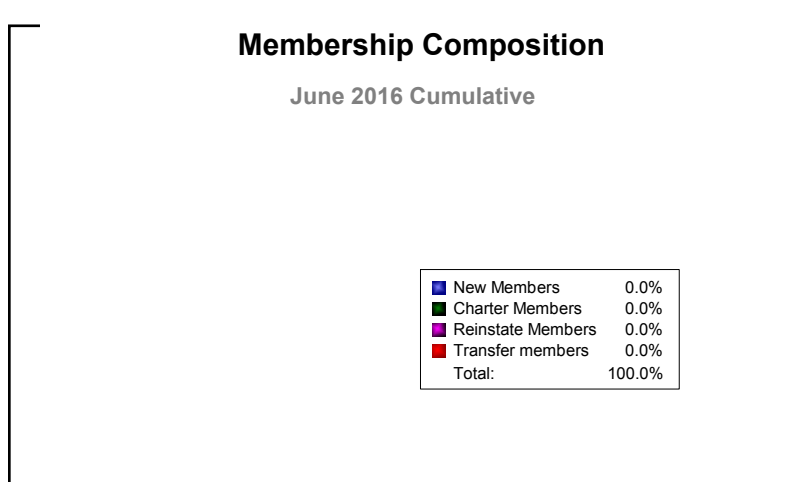 Membership Composition
June 2016 Cumulative
New Members 0.0%
Charter Members 0.0%
Reinstate Members 0.0%
Transfer members 0.0%
Total: 100.0%